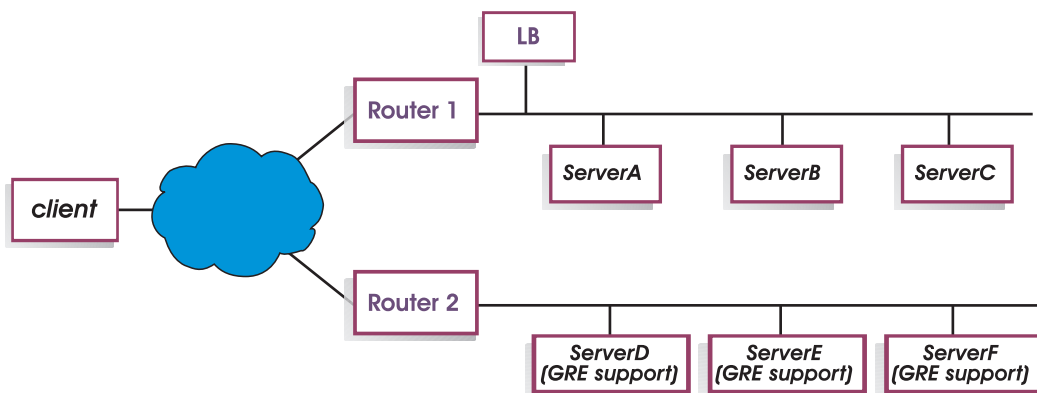 LB
Router 1
ServerA
ServerB
ServerC
client
Router 2
ServerD
(GRE support)
ServerE
(GRE support)
ServerF
(GRE support)